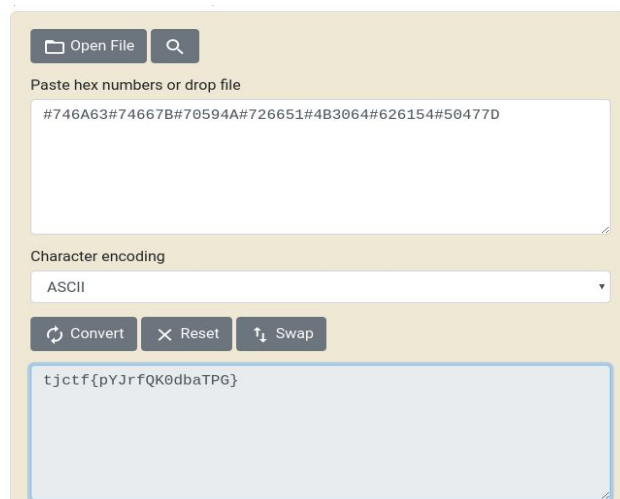 Open File
Paste hex numbers or drop file
#746A63#74667B#70594A#726651#4B3064#626154#50477D
Character encoding
ASCII
Convert Reset Swap
tjctf{pYJrfQK0dbaTPG}